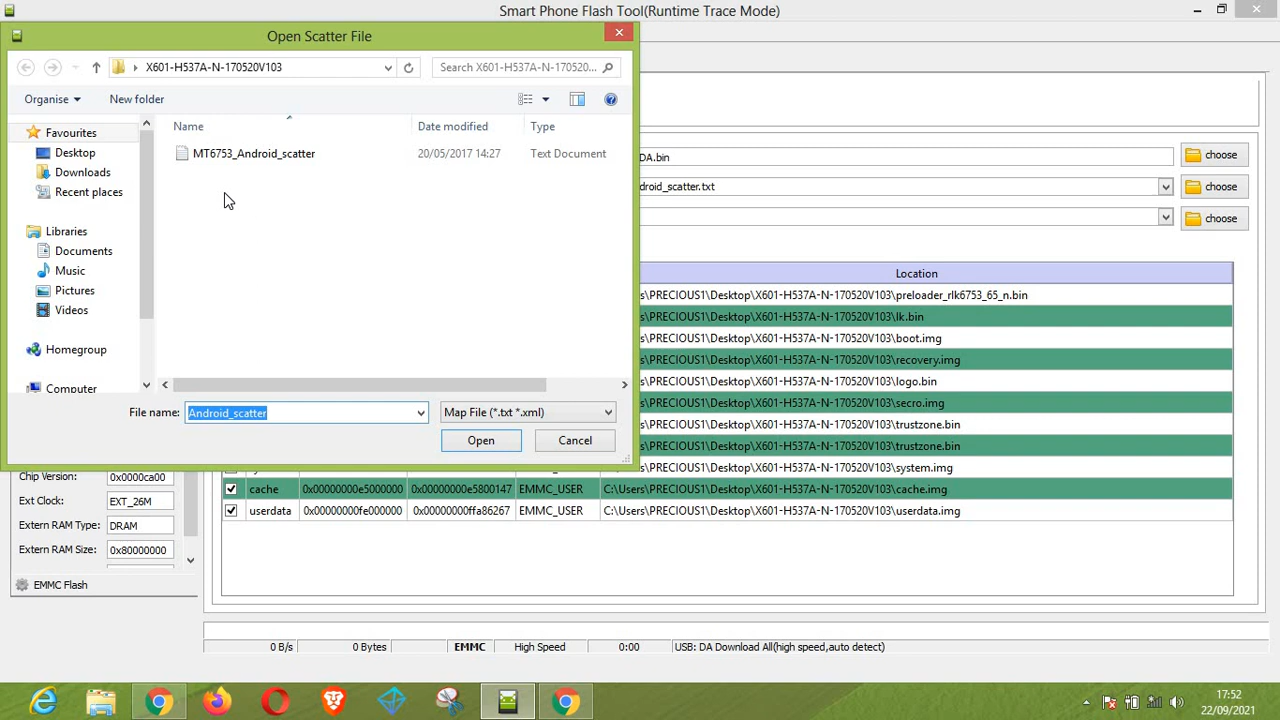 Smart Phone Flash Tool(Runtime Trace Mode)
Open Scatter File
X601-H537A-N-170520V103
Search X601-H537A-N-170520...
Organise
New folder
Name
Date modified
Type
Favourites
Desktop
Downloads
Recent places
Libraries
Documents
Music
Pictures
Videos
Homegroup
Computer
MT6753_Android_scatter
20/05/2017 14:27
Text Document
File name:
Android_scatter
Map File (*.txt *.xml)
Open
Cancel
DA.bin
choose
droid_scatter.txt
choose
choose
Location
s\PRECIOUS1\Desktop\X601-H537A-N-170520V103\preloader_rlk6753_65_n.bin
s\PRECIOUS1\Desktop\X601-H537A-N-170520V103\lk.bin
s\PRECIOUS1\Desktop\X601-H537A-N-170520V103\boot.img
s\PRECIOUS1\Desktop\X601-H537A-N-170520V103\recovery.img
s\PRECIOUS1\Desktop\X601-H537A-N-170520V103\logo.bin
s\PRECIOUS1\Desktop\X601-H537A-N-170520V103\secro.img
s\PRECIOUS1\Desktop\X601-H537A-N-170520V103\trustzone.bin
s\PRECIOUS1\Desktop\X601-H537A-N-170520V103\trustzone.bin
s\PRECIOUS1\Desktop\X601-H537A-N-170520V103\system.img
cache 0x00000000e5000000 0x00000000e5800147 EMMC_USER C:\Users\PRECIOUS1\Desktop\X601-H537A-N-170520V103\cache.img
userdata 0x00000000fe000000 0x00000000ffa86267 EMMC_USER C:\Users\PRECIOUS1\Desktop\X601-H537A-N-170520V103\userdata.img
Chip Version: 0x0000ca00
Ext Clock: EXT_26M
Extern RAM Type: DRAM
Extern RAM Size: 0x80000000
EMMC Flash
0 B/s
0 Bytes
EMMC
High Speed
0:00
USB: DA Download All(high speed,auto detect)
17:52
22/09/2021